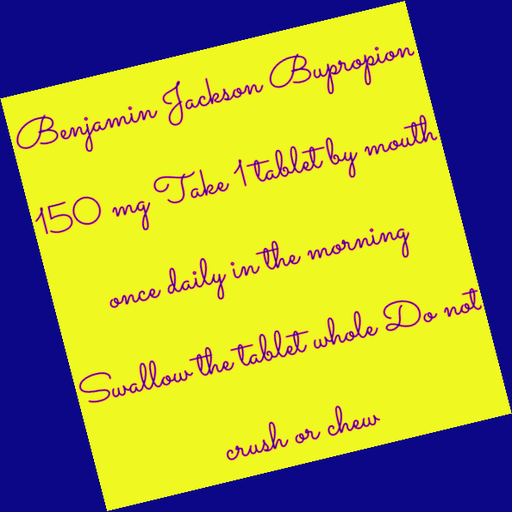 Benjamin Jackson Bupropion
150 mg Take 1 tablet by mouth
once daily in the morning
Swallow the tablet whole Do not
crush or chew